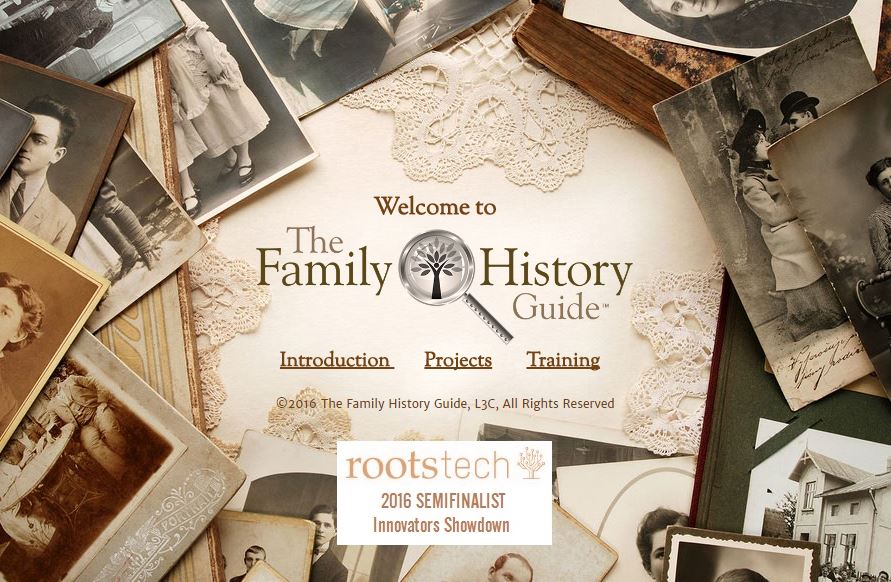 Welcome to
The
Family History
Guide™
Introduction
Projects
Training
©2016 The Family History Guide, L3C, All Rights Reserved
rootstech
2016 SEMIFINALIST
Innovators Showdown